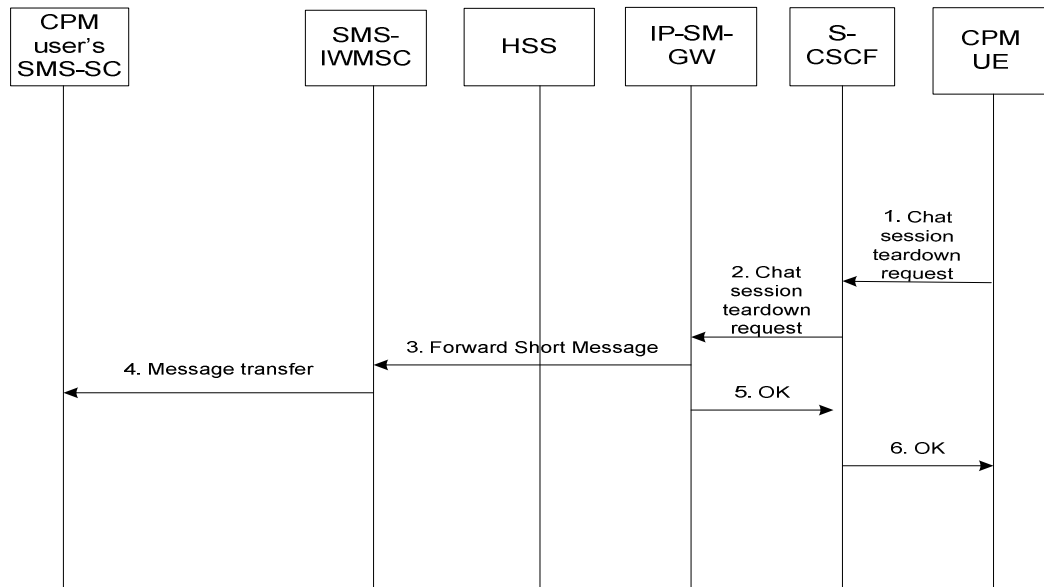 CPM
user’s
SMS-SC
SMS-
IWMSC
HSS
IP-SM-
GW
S-
CSCF
CPM
UE
1. Chat
session
teardown
request
2. Chat
session
teardown
request
3. Forward Short Message
4. Message transfer
5. OK
6. OK